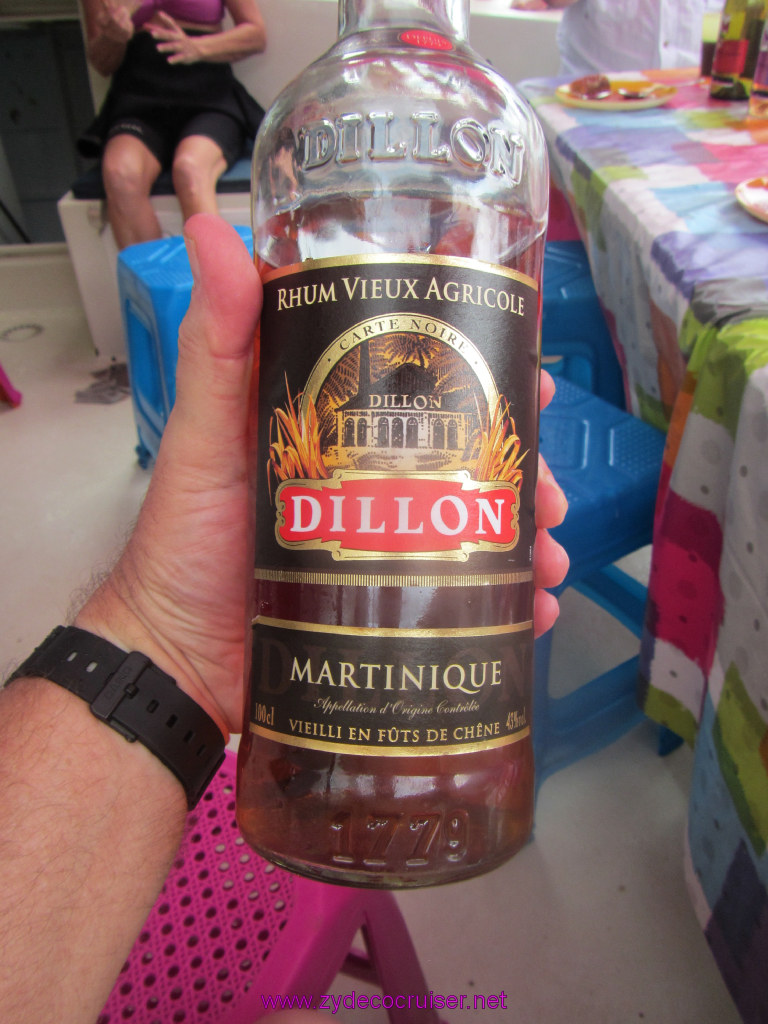 DILLON
RHUM VIEUX AGRICOLE
· CARTE NOIRE ·
DILLON
DILLON
MARTINIQUE
Appellation d'Origine Contrôlée
100cl VIEILLI EN FÛTS DE CHÊNE 43%vol.
1779
www.zydecocruiser.net